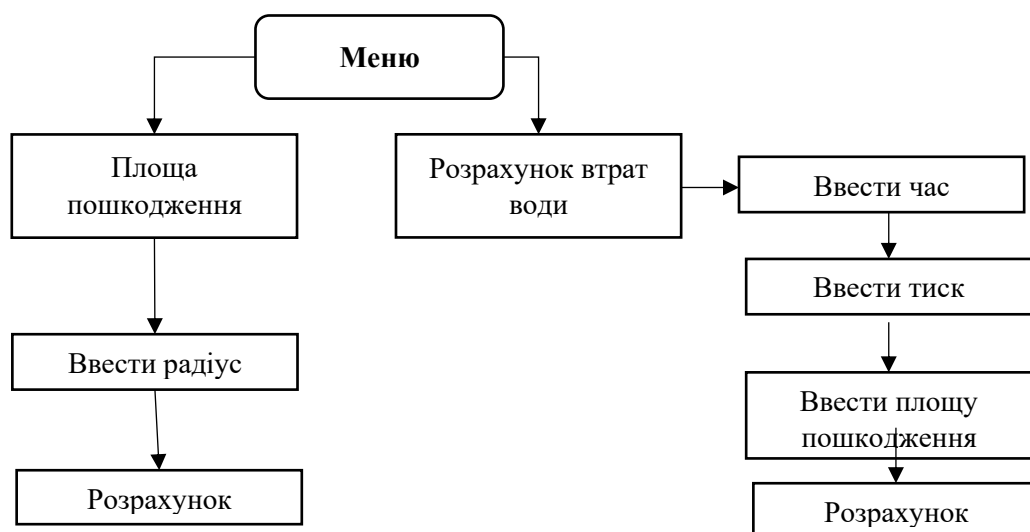 Меню
Площа
пошкодження
Ввести радіус
Розрахунок
Розрахунок втрат
води
Ввести час
Ввести тиск
Ввести площу
пошкодження
Розрахунок